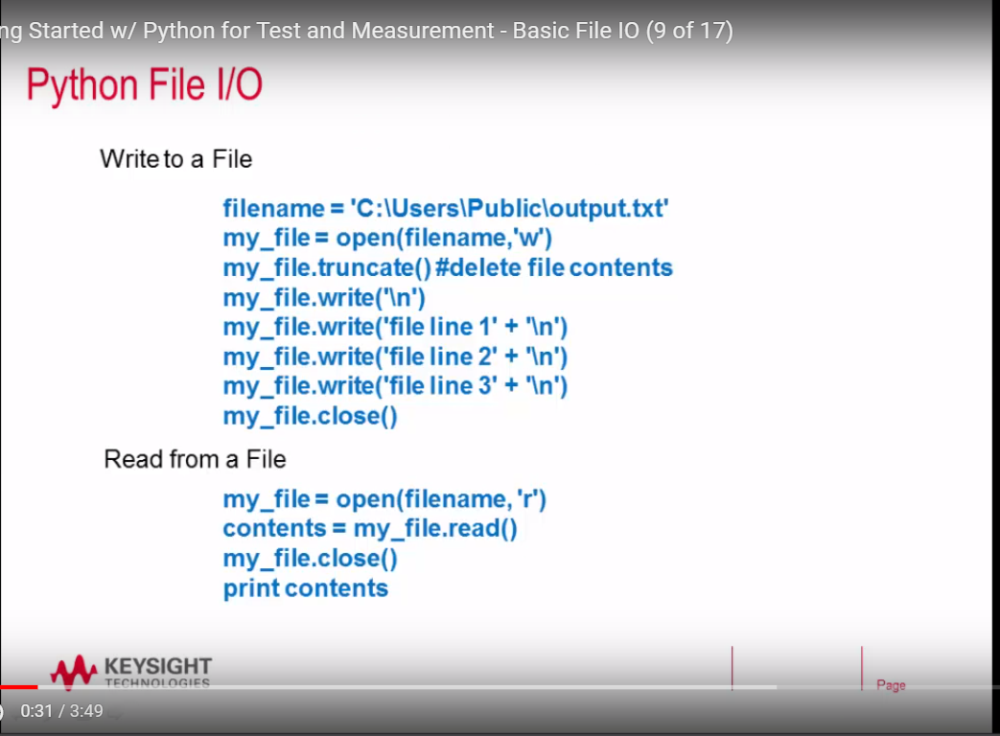 ng Started w/ Python for Test and Measurement - Basic File IO (9 of 17)
Python File I/O
Write to a File
filename = 'C:\Users\Public\output.txt'
my_file = open(filename,'w')
my_file.truncate() #delete file contents
my_file.write('\n')
my_file.write('file line 1' + '\n')
my_file.write('file line 2' + '\n')
my_file.write('file line 3' + '\n')
my_file.close()
Read from a File
my_file = open(filename, 'r')
contents = my_file.read()
my_file.close()
print contents
KEYSIGHT
TECHNOLOGIES
Page
0:31 / 3:49